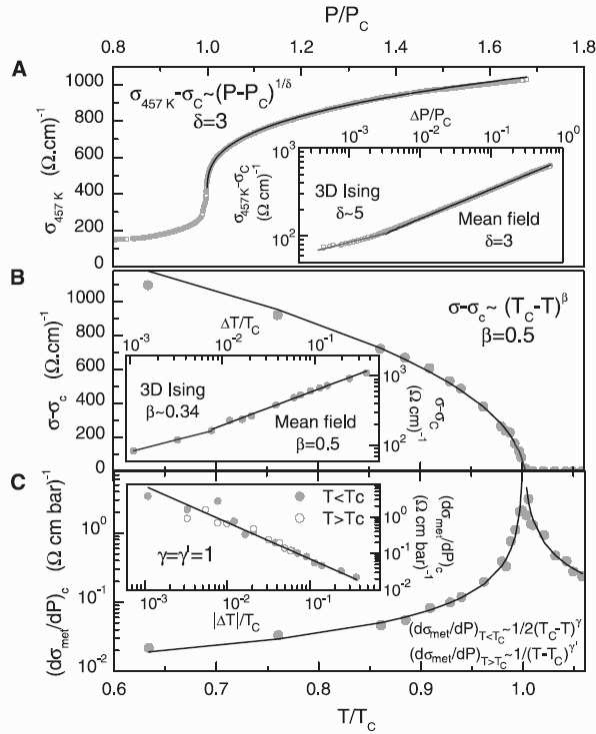 P/P_C
0.8 1.0 1.2 1.4 1.6 1.8
A
1000
800
600
400
200
0
σ_457 K (Ω.cm)^-1
σ_457 K-σ_C~(P-P_C)^1/δ
δ=3
ΔP/P_C
10^-3 10^-2 10^-1 10^0
10^3
10^2
σ_457K-σ_C
(Ω cm)^-1
3D Ising
δ~5
Mean field
δ=3
B
1000
800
600
400
200
0
σ-σ_c (Ω.cm)^-1
σ-σ_c~ (T_C-T)^β
β=0.5
10^-3 10^-2 10^-1
ΔT/T_C
10^3
10^2
σ-σ_C
(Ω cm)^-1
3D Ising
β~0.34
Mean field
β=0.5
C
10^0
10^-1
10^-2
(dσ_met/dP)_c (Ω cm bar)^-1
T<Tc
T>Tc
γ=γ'=1
10^0
10^-1
10^-2
(dσ_met/dP)_c
(Ω cm bar)^-1
10^-3 10^-2 10^-1
|ΔT|/T_C
(dσ_met/dP)_T<T_C~1/2(T_C-T)^γ
(dσ_met/dP)_T>T_C~1/(T-T_C)^γ'
0.6 0.7 0.8 0.9 1.0
T/T_C